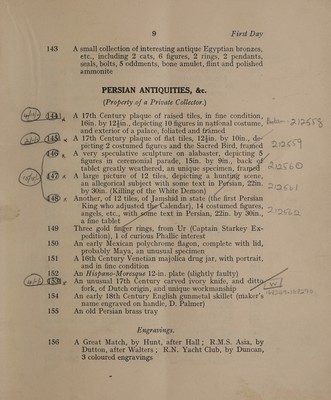 9
First Day
143 A small collection of interesting antique Egyptian bronzes,
etc., including 2 cats, 6 figures, 2 rings, 2 pendants,
seals, bolts, 5 oddments, bone amulet, flint and polished
ammonite
PERSIAN ANTIQUITIES, &c.
(Property of a Private Collector.)
144 A 17th Century plaque of raised tiles, in fine condition,
16in. by 12½in., depicting 10 figures in national costume,
and exterior of a palace, foliated and framed
212558
145 A 17th Century plaque of flat tiles, 12½in. by 10in., de-
picting 2 costumed figures and the Sacred Bird, framed
212559
146 A very speculative sculpture on alabaster, depicting 5
figures in ceremonial parade, 15in. by 9in., back of
tablet greatly weathered, an unique specimen, framed
212560
147 A large picture of 12 tiles, depicting a hunting scene,
an allegorical subject with some text in Persian, 22in.
by 30in. (Killing of the White Demon)
212561
148 Another, of 12 tiles, of Jamshid in state (the first Persian
King who adjusted the Calendar), 14 costumed figures,
angels, etc., with some text in Persian, 22in. by 30in.,
a fine tablet
212562
149 Three gold finger rings, from Ur (Captain Starkey Ex-
pedition), 1 of curious Phallic interest
150 An early Mexican polychrome flagon, complete with lid,
probably Maya, an unusual specimen
151 A 16th Century Venetian majolica drug jar, with portrait,
and in fine condition
152 An Hispano-Moresque 12-in. plate (slightly faulty)
153 An unusual 17th Century carved ivory knife, and ditto
fork, of Dutch origin, and unique workmanship
154 An early 18th Century English gunmetal skillet (maker's
name engraved on handle, D. Palmer)
155 An old Persian brass tray
Engravings.
156 A Great Match, by Hunt, after Hall; R.M.S. Asia, by
Dutton, after Walters; R.N. Yacht Club, by Duncan,
3 coloured engravings